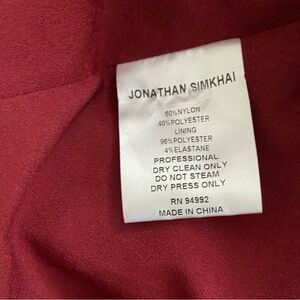 JONATHAN SIMKHAI
60%NYLON
40%POLYESTER
LINING
96%POLYESTER
4%ELASTANE
PROFESSIONAL
DRY CLEAN ONLY
DO NOT STEAM
DRY PRESS ONLY
RN 94992
MADE IN CHINA